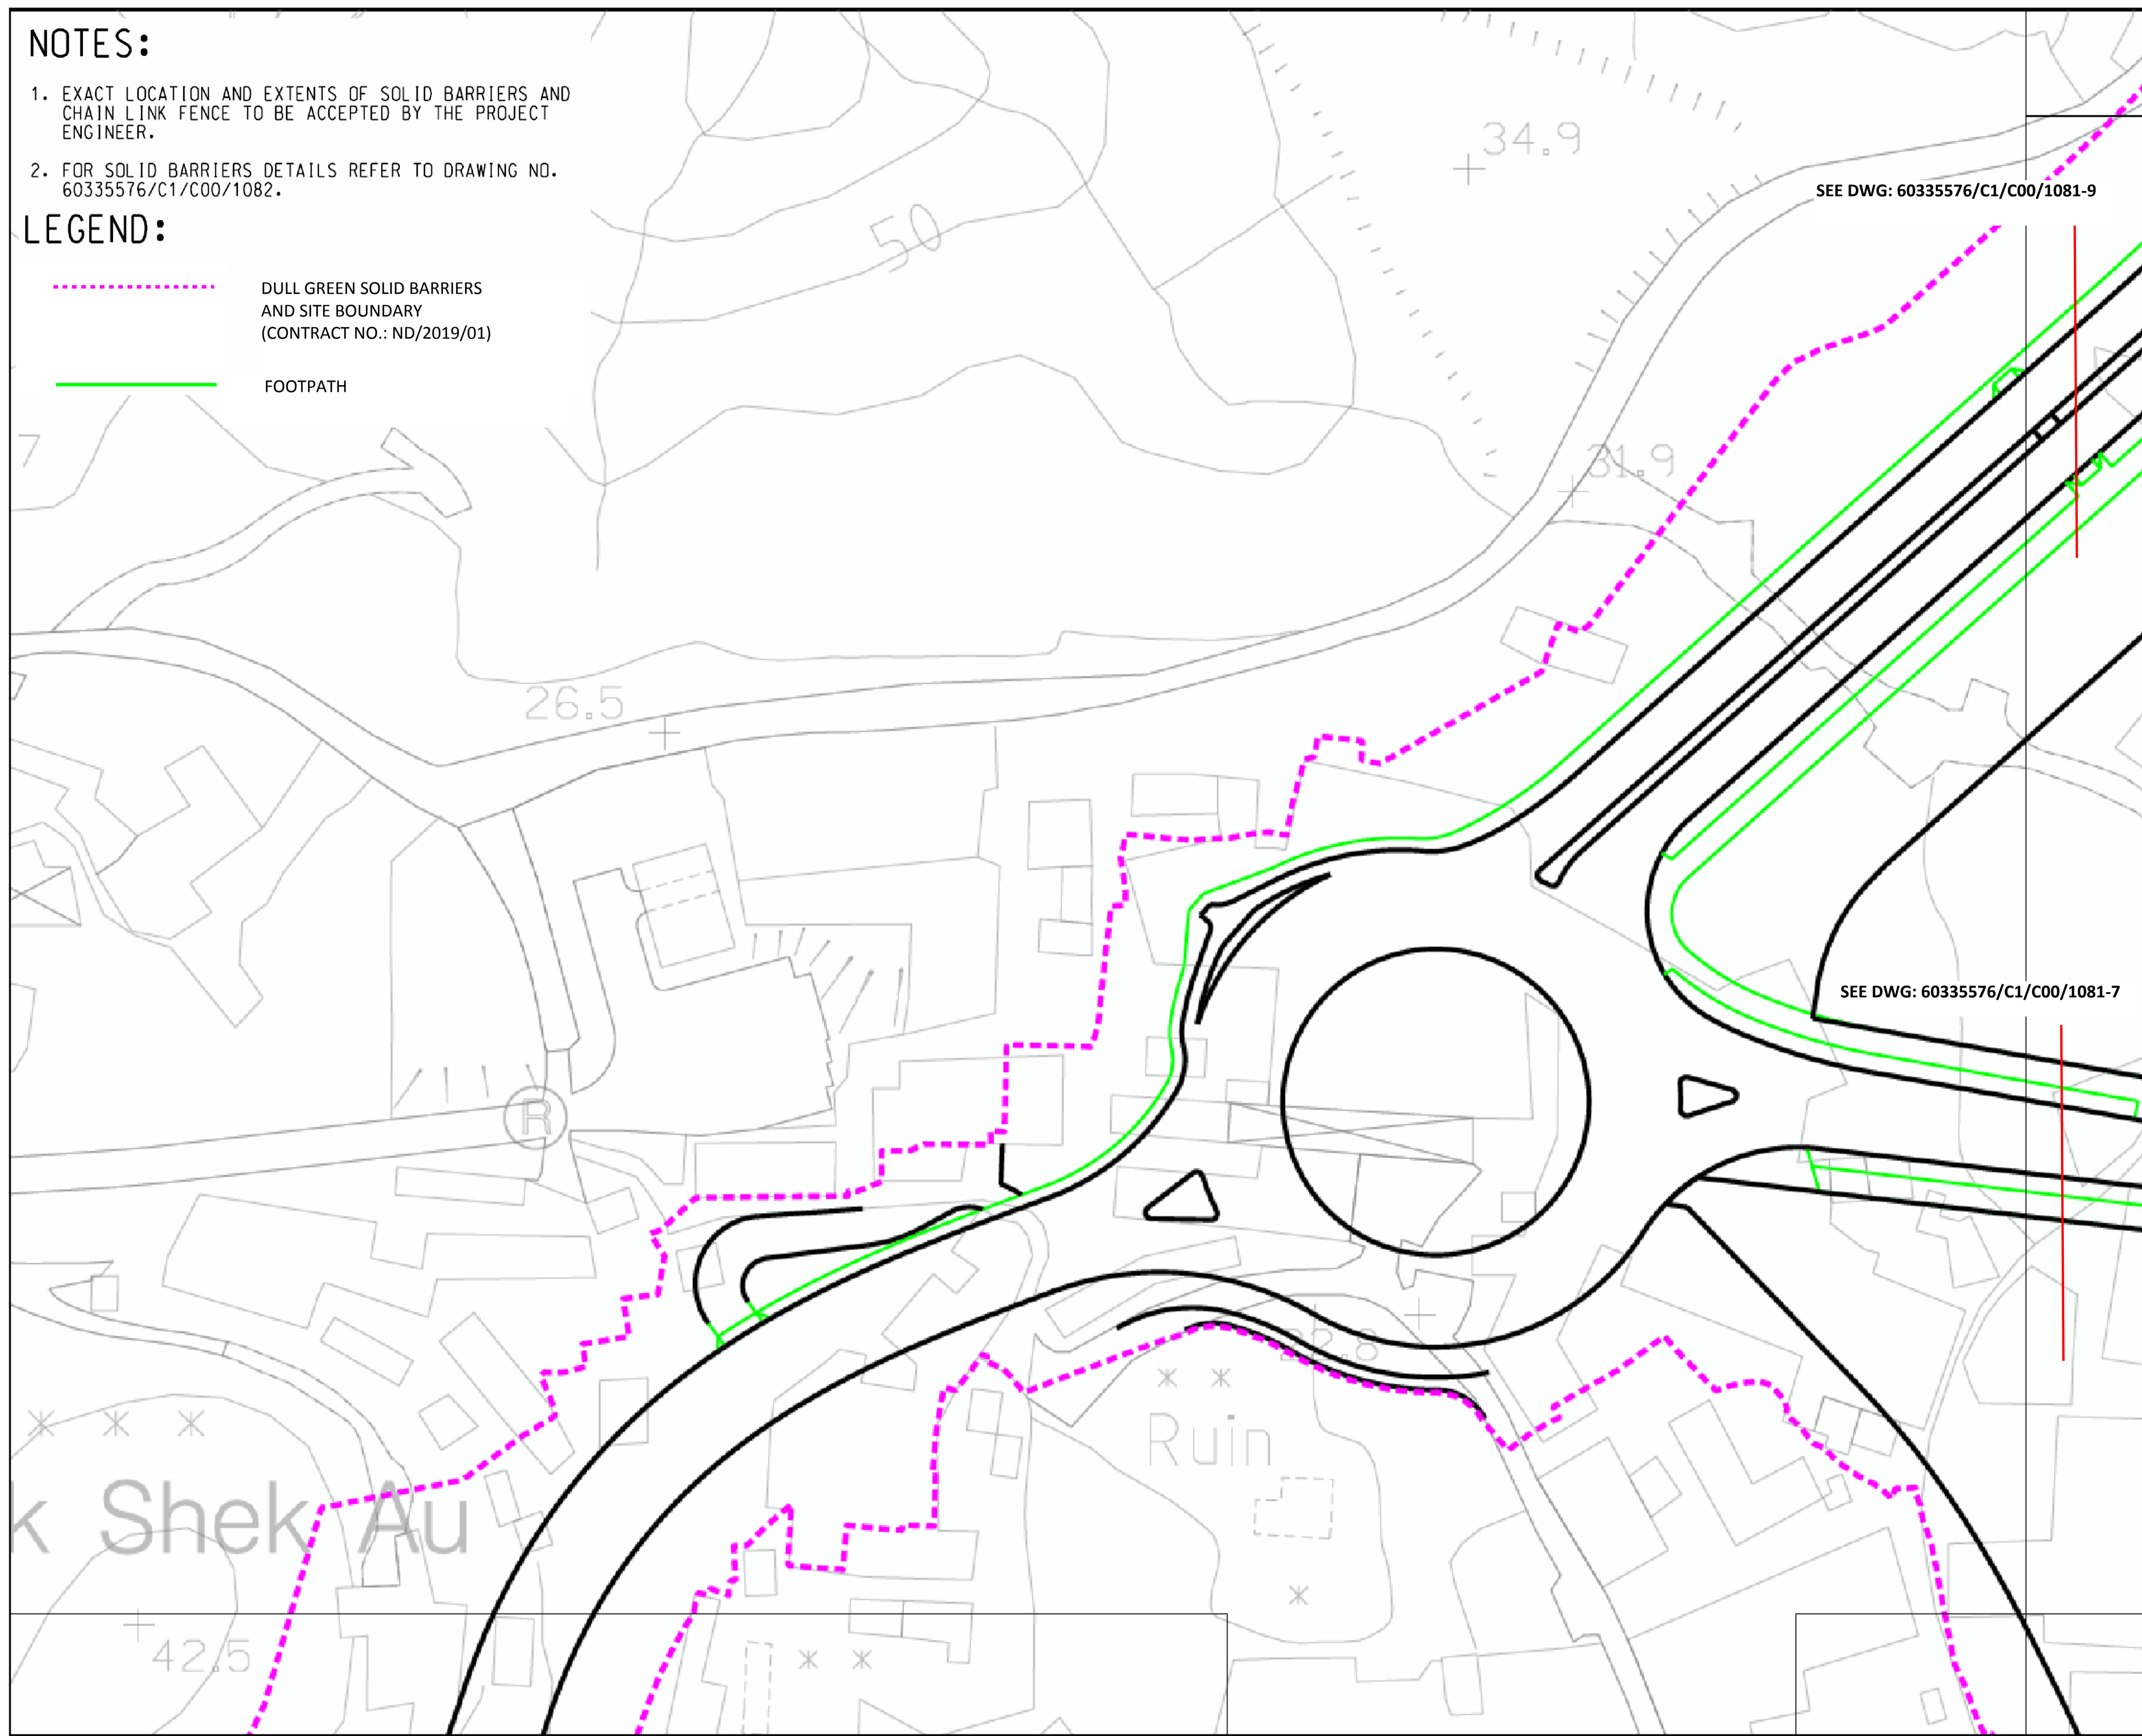 NOTES:
1. EXACT LOCATION AND EXTENTS OF SOLID BARRIERS AND
CHAIN LINK FENCE TO BE ACCEPTED BY THE PROJECT
ENGINEER.
2. FOR SOLID BARRIERS DETAILS REFER TO DRAWING NO.
60335576/C1/C00/1082.
LEGEND:
DULL GREEN SOLID BARRIERS
AND SITE BOUNDARY
(CONTRACT NO.: ND/2019/01)
FOOTPATH
34.9
SEE DWG: 60335576/C1/C00/1081-9
50
7
31.9
26.5
SEE DWG: 60335576/C1/C00/1081-7
R
Ruin
k Shek Au
42.5